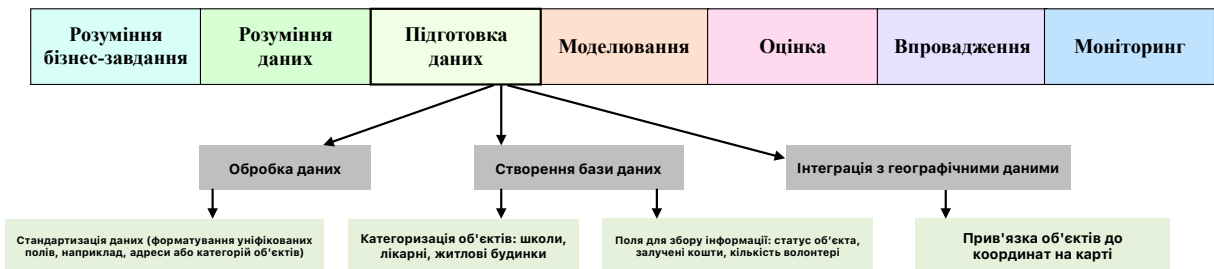 Розуміння
бізнес-завдання
Розуміння
даних
Підготовка
даних
Моделювання
Оцінка
Впровадження
Моніторинг
Обробка даних
Створення бази даних
Інтеграція з географічними даними
Стандартизація даних (форматування уніфікованих
полів, наприклад, адреси або категорій об'єктів)
Категоризація об'єктів: школи,
лікарні, житлові будинки
Поля для збору інформації: статус об'єкта,
залучені кошти, кількість волонтері
Прив'язка об'єктів до
координат на карті